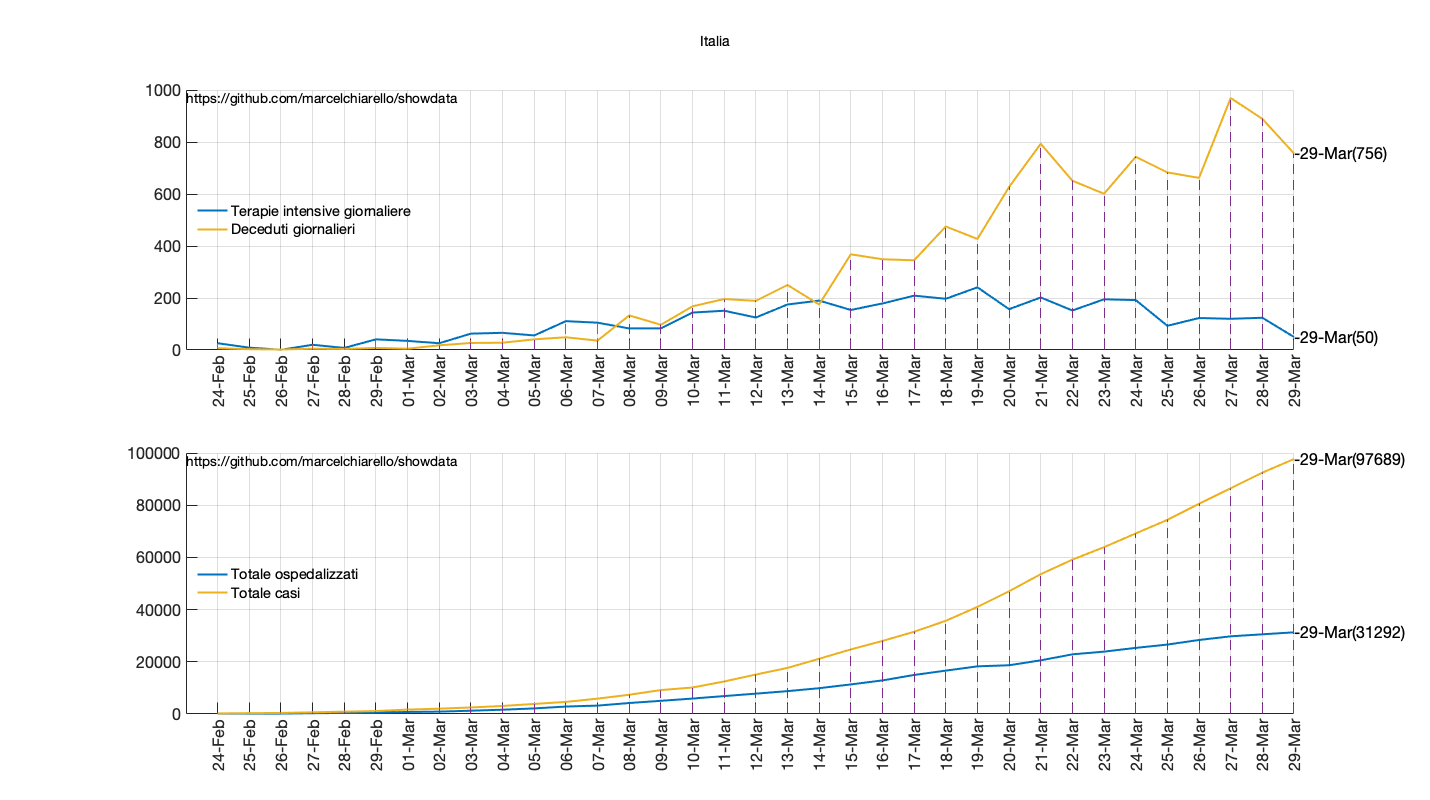 Italia
1000
800
600
400
200
0
https://github.com/marcelchiarello/showdata
Terapie intensive giornaliere
Deceduti giornalieri
-29-Mar(756)
-29-Mar(50)
24-Feb
25-Feb
26-Feb
27-Feb
28-Feb
29-Feb
01-Mar
02-Mar
03-Mar
04-Mar
05-Mar
06-Mar
07-Mar
08-Mar
09-Mar
10-Mar
11-Mar
12-Mar
13-Mar
14-Mar
15-Mar
16-Mar
17-Mar
18-Mar
19-Mar
20-Mar
21-Mar
22-Mar
23-Mar
24-Mar
25-Mar
26-Mar
27-Mar
28-Mar
29-Mar
100000
80000
60000
40000
20000
0
https://github.com/marcelchiarello/showdata
Totale ospedalizzati
Totale casi
-29-Mar(97689)
-29-Mar(31292)
24-Feb
25-Feb
26-Feb
27-Feb
28-Feb
29-Feb
01-Mar
02-Mar
03-Mar
04-Mar
05-Mar
06-Mar
07-Mar
08-Mar
09-Mar
10-Mar
11-Mar
12-Mar
13-Mar
14-Mar
15-Mar
16-Mar
17-Mar
18-Mar
19-Mar
20-Mar
21-Mar
22-Mar
23-Mar
24-Mar
25-Mar
26-Mar
27-Mar
28-Mar
29-Mar